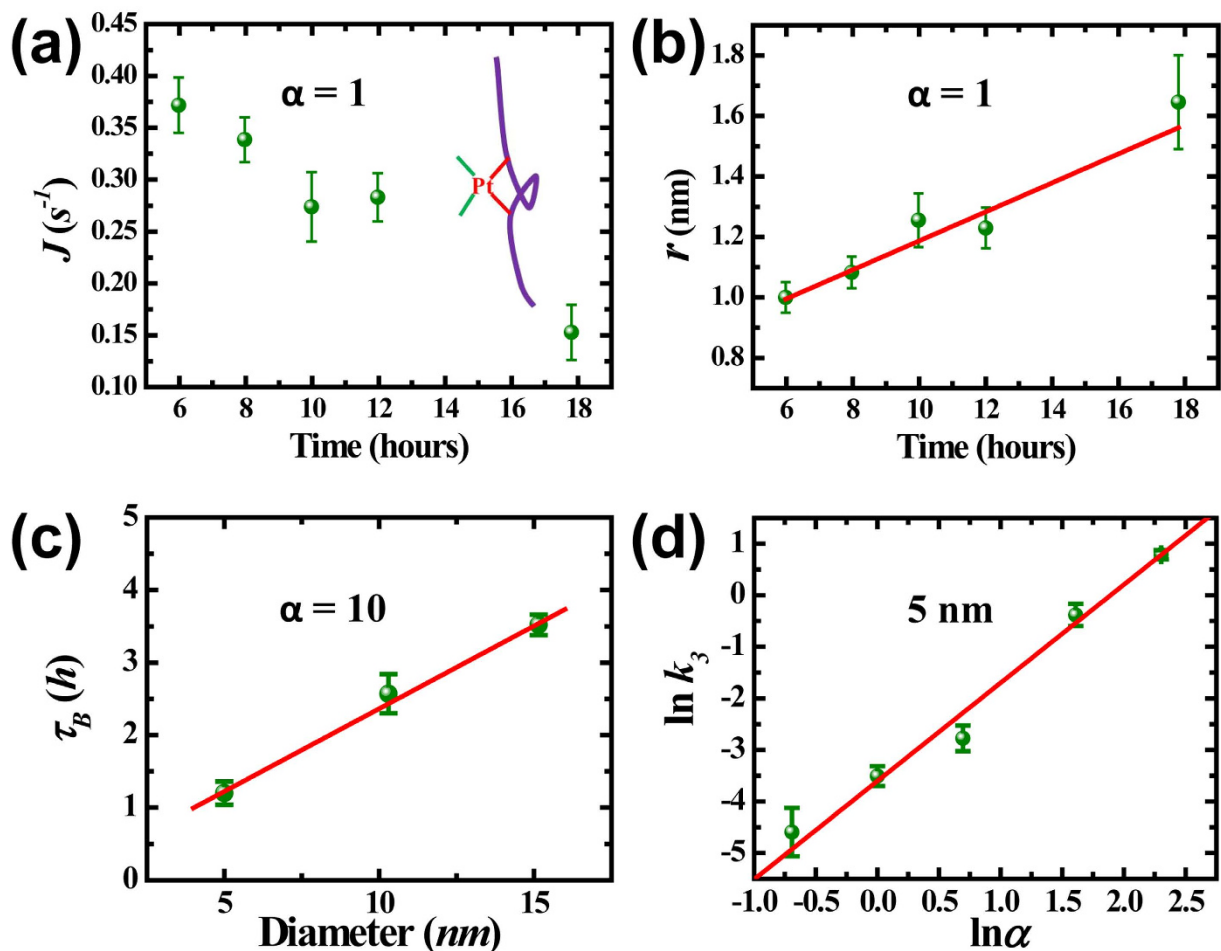 (a)
0.45
0.40
0.35
0.30
0.25
0.20
0.15
0.10
J (s⁻¹)
α = 1
Pt
6 8 10 12 14 16 18
Time (hours)
(b)
1.8
1.6
1.4
1.2
1.0
0.8
r (nm)
α = 1
6 8 10 12 14 16 18
Time (hours)
(c)
5
4
3
2
1
0
τ_B (h)
α = 10
5 10 15
Diameter (nm)
(d)
1
0
-1
-2
-3
-4
-5
ln k₃
5 nm
-1.0 -0.5 0.0 0.5 1.0 1.5 2.0 2.5
lnα